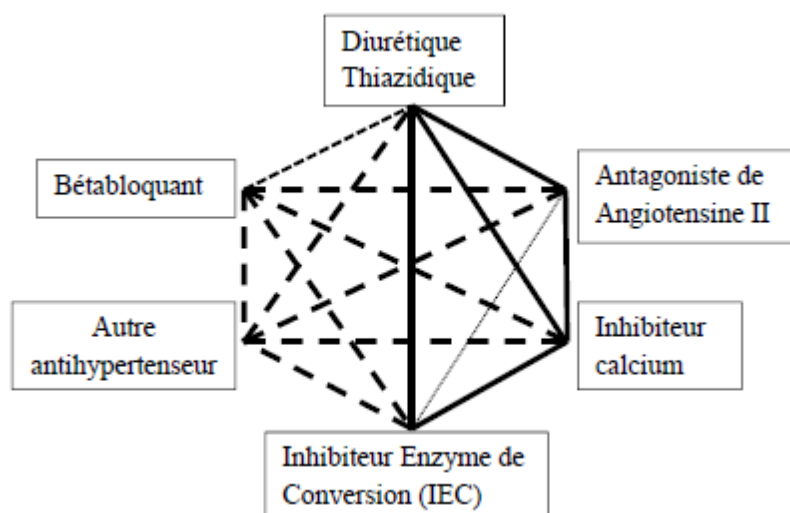 Diurétique
Thiazidique
Bétabloquant
Antagoniste de
Angiotensine II
Autre
antihypertenseur
Inhibiteur
calcium
Inhibiteur Enzyme de
Conversion (IEC)